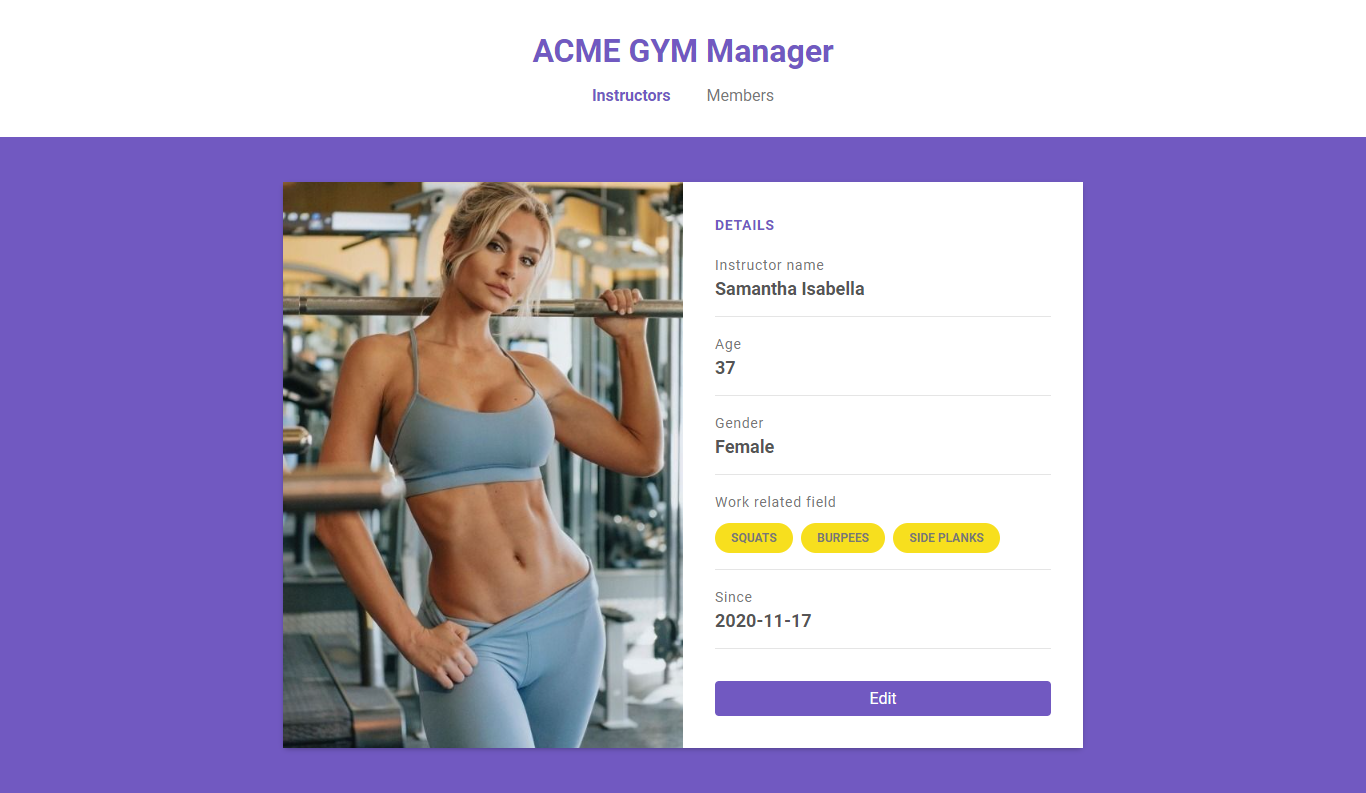 ACME GYM Manager
Instructors Members
DETAILS
Instructor name
Samantha Isabella
Age
37
Gender
Female
Work related field
SQUATS BURPEES SIDE PLANKS
Since
2020-11-17
Edit